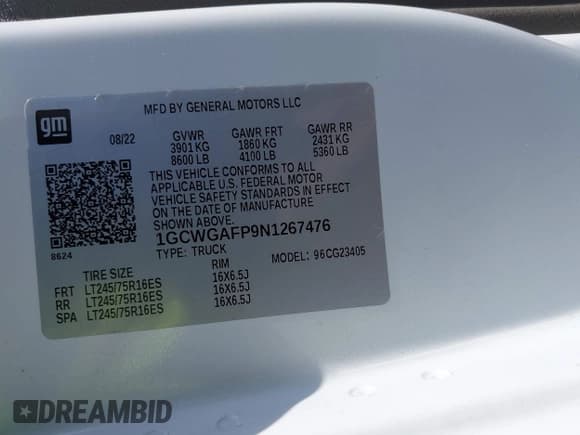 gm
MFD BY GENERAL MOTORS LLC
08/22 GVWR GAWR FRT GAWR RR
3901 KG 1860 KG 2431 KG
8600 LB 4100 LB 5360 LB
THIS VEHICLE CONFORMS TO ALL
APPLICABLE U.S. FEDERAL MOTOR
VEHICLE SAFETY STANDARDS IN EFFECT
ON THE DATE OF MANUFACTURE
SHOWN ABOVE.
1GCWGAFP9N1267476
8624
TYPE: TRUCK MODEL: 96CG23405
TIRE SIZE RIM
FRT LT245/75R16ES 16X6.5J
RR LT245/75R16ES 16X6.5J
SPA LT245/75R16ES 16X6.5J
DREAMBID